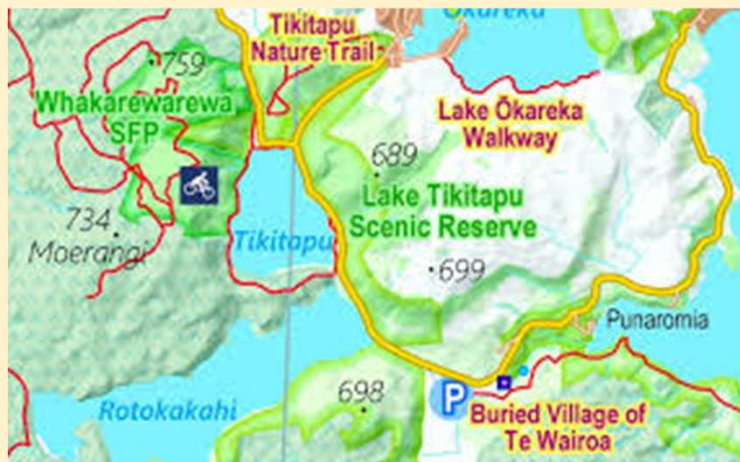 Okareka
Tikitapu
Nature Trail
759
Whakarewarewa
SFP
Lake Ōkareka
Walkway
689
Lake Tikitapu
Scenic Reserve
734
Moerangi
Tikitapu
699
Punaromia
698
Rotokakahi
P
Buried Village of
Te Wairoa